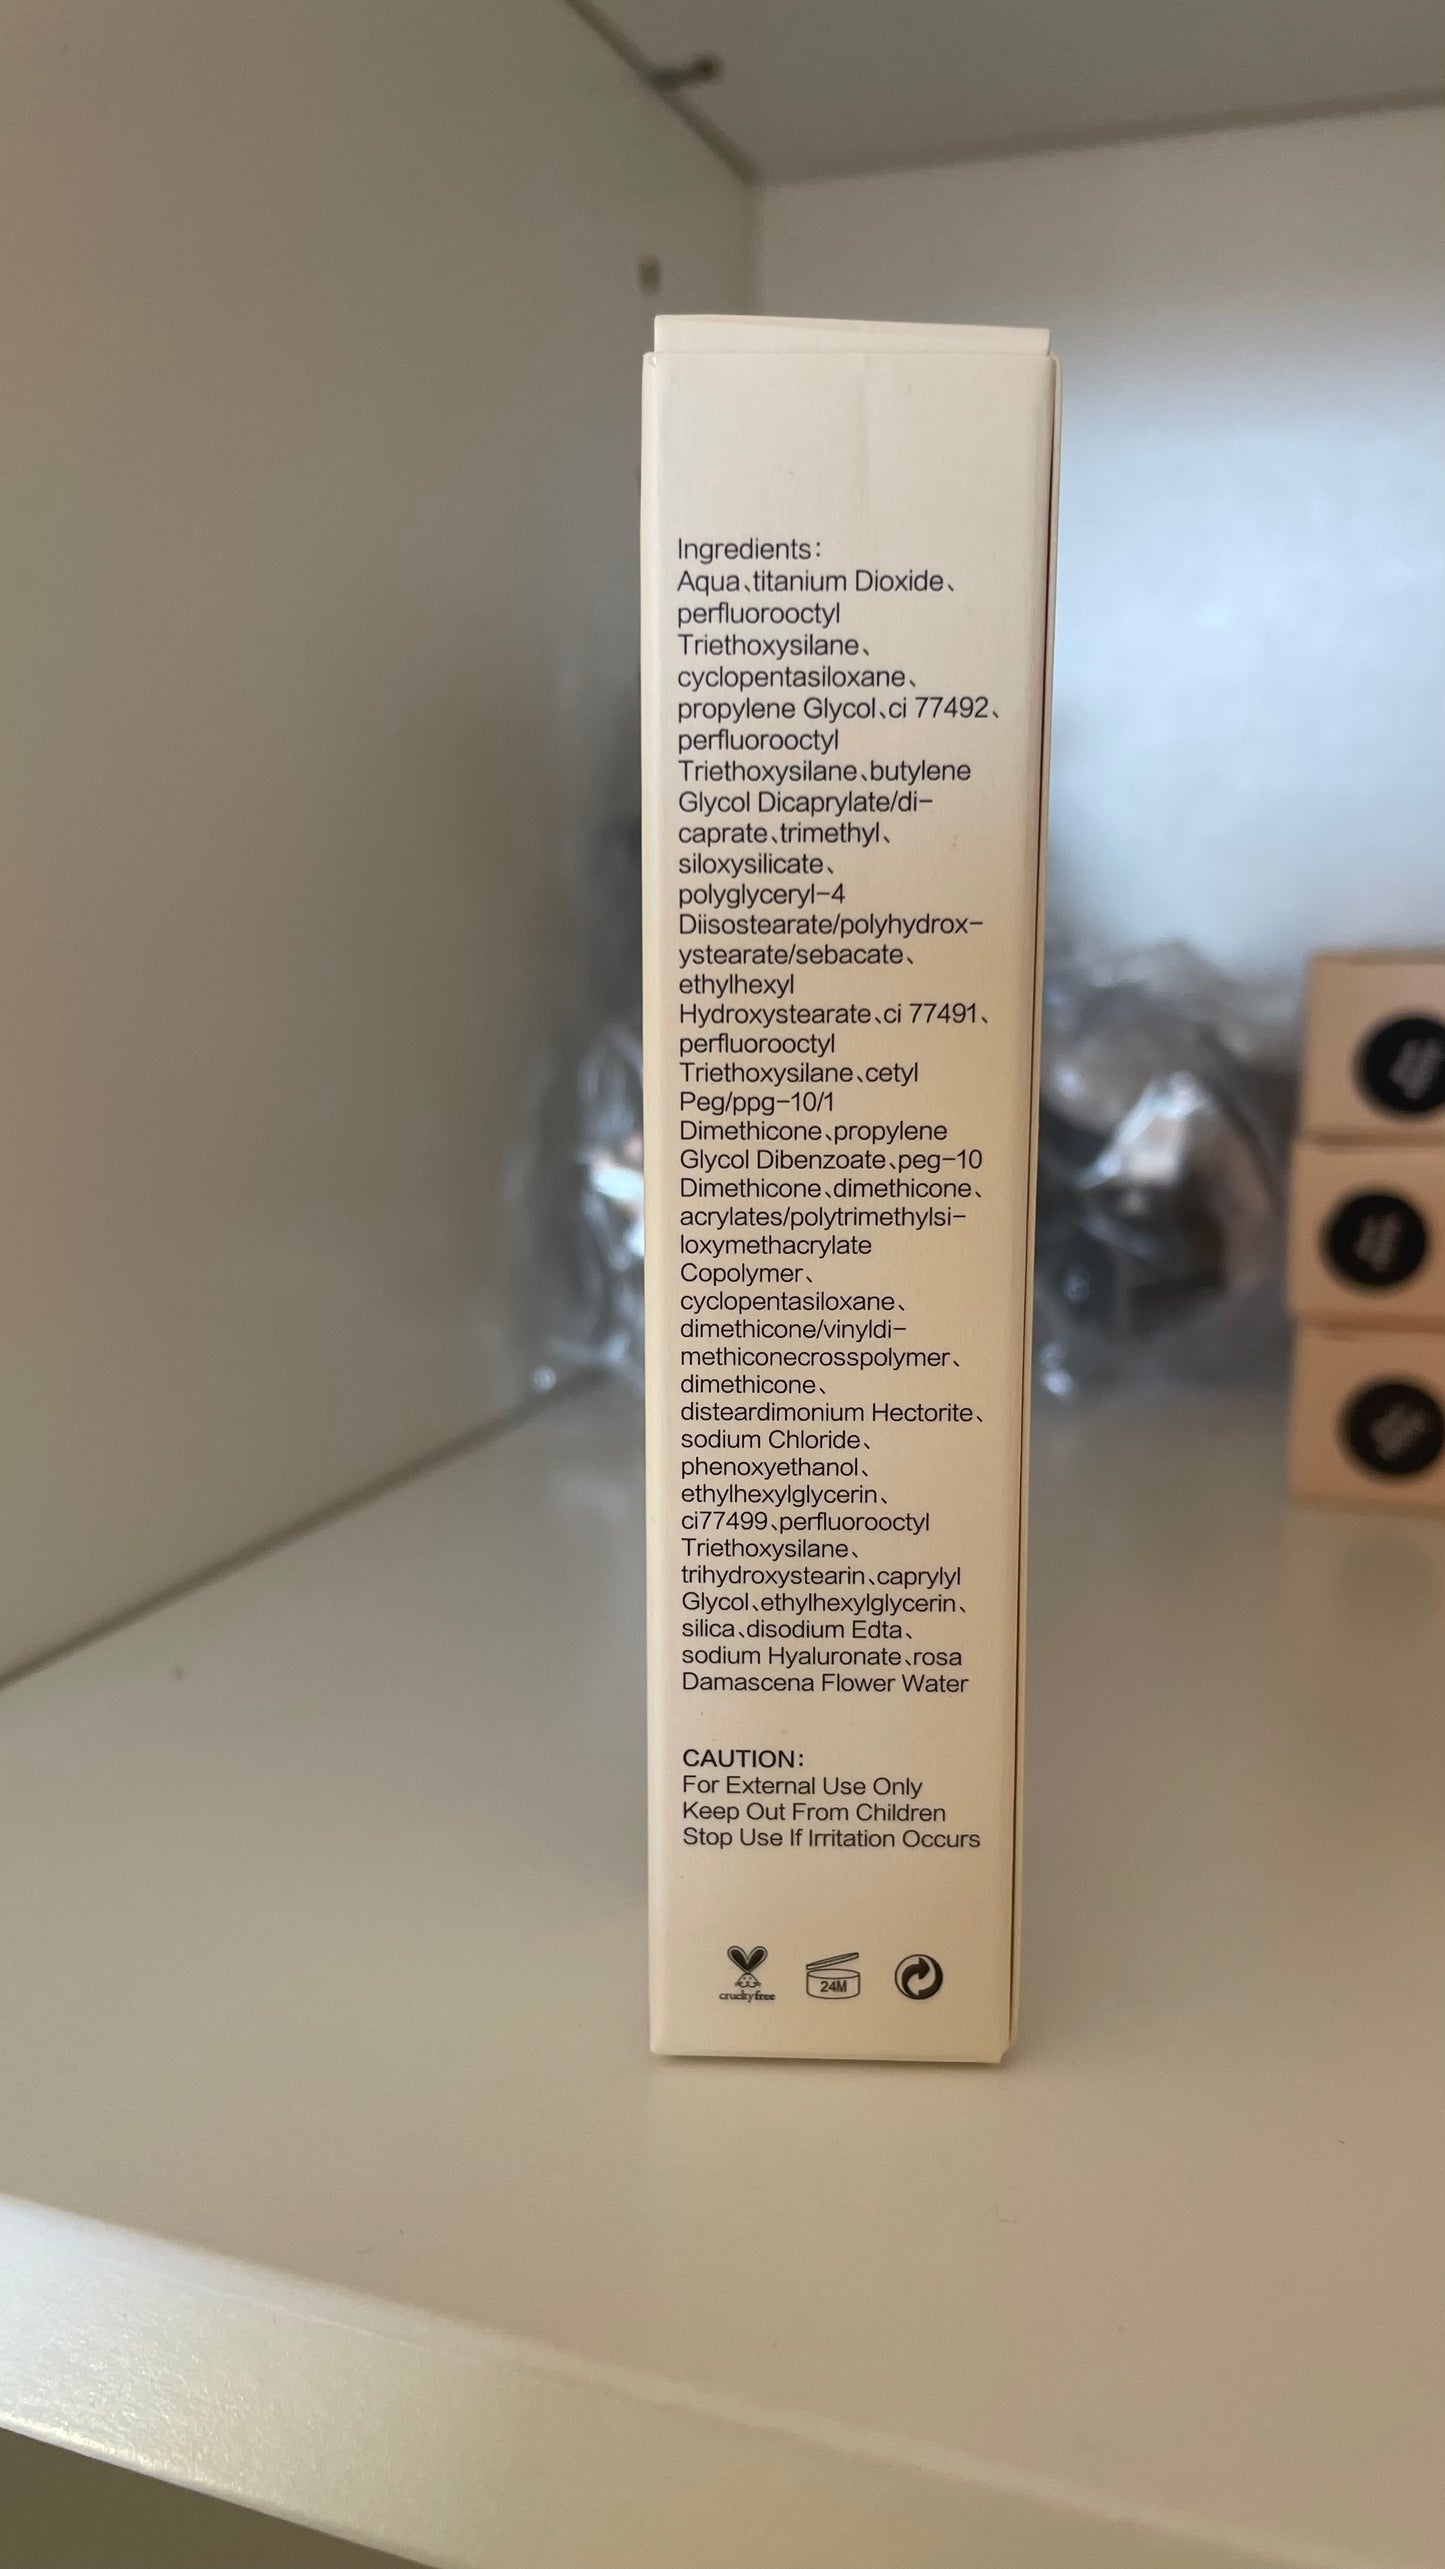 Ingredients：
Aqua、titanium Dioxide、
perfluorooctyl
Triethoxysilane、
cyclopentasiloxane、
propylene Glycol、ci 77492、
perfluorooctyl
Triethoxysilane、butylene
Glycol Dicaprylate/di-
caprate、trimethyl、
siloxysilicate、
polyglyceryl-4
Diisostearate/polyhydrox-
ystearate/sebacate、
ethylhexyl
Hydroxystearate、ci 77491、
perfluorooctyl
Triethoxysilane、cetyl
Peg/ppg-10/1
Dimethicone、propylene
Glycol Dibenzoate、peg-10
Dimethicone、dimethicone、
acrylates/polytrimethylsi-
loxymethacrylate
Copolymer、
cyclopentasiloxane、
dimethicone/vinyldi-
methiconecrosspolymer、
dimethicone、
disteardimonium Hectorite、
sodium Chloride、
phenoxyethanol、
ethylhexylglycerin、
ci77499、perfluorooctyl
Triethoxysilane、
trihydroxystearin、caprylyl
Glycol、ethylhexylglycerin、
silica、disodium Edta、
sodium Hyaluronate、rosa
Damascena Flower Water
CAUTION：
For External Use Only
Keep Out From Children
Stop Use If Irritation Occurs
crueltyfree
24M